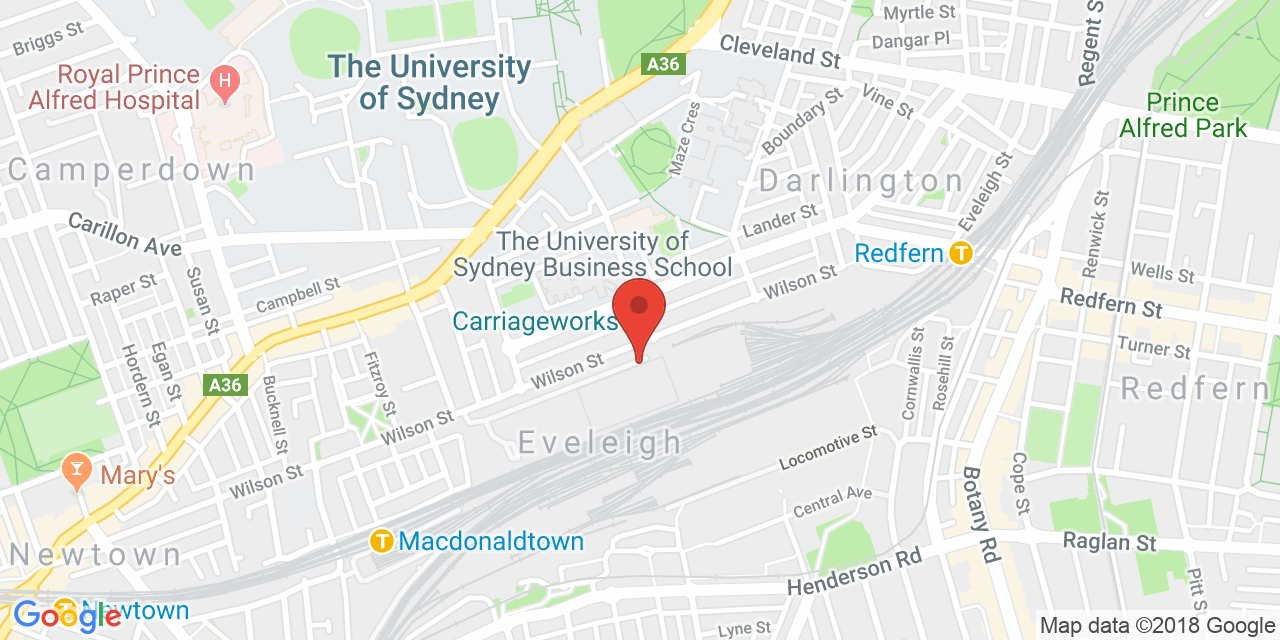 Briggs St
Royal Prince
Alfred Hospital
H
The University
of Sydney
A36
Cleveland St
Myrtle St
Dangar Pl
Regent S
Vine St
Boundary St
Maze Cres
Prince
Alfred Park
Camperdown
Darlington
Eveleigh St
Renwick St
Carillon Ave
Lander St
The University of
Sydney Business School
Redfern
T
Wells St
Redfern St
Raper St
Susan St
Campbell St
Wilson St
Carriageworks
Turner St
Egan St
Hordern St
Fitzroy St
Wilson St
Cornwallis St
Rosehill St
Redfern
A36
Bucknell St
Wilson St
Eveleigh
Locomotive St
Mary's
Wilson St
Central Ave
Botany Rd
Cope St
Newtown
T
Macdonaldtown
Henderson Rd
Raglan St
Pitt S
T
Newtown
Google
Lyne St
Map data ©2018 Google